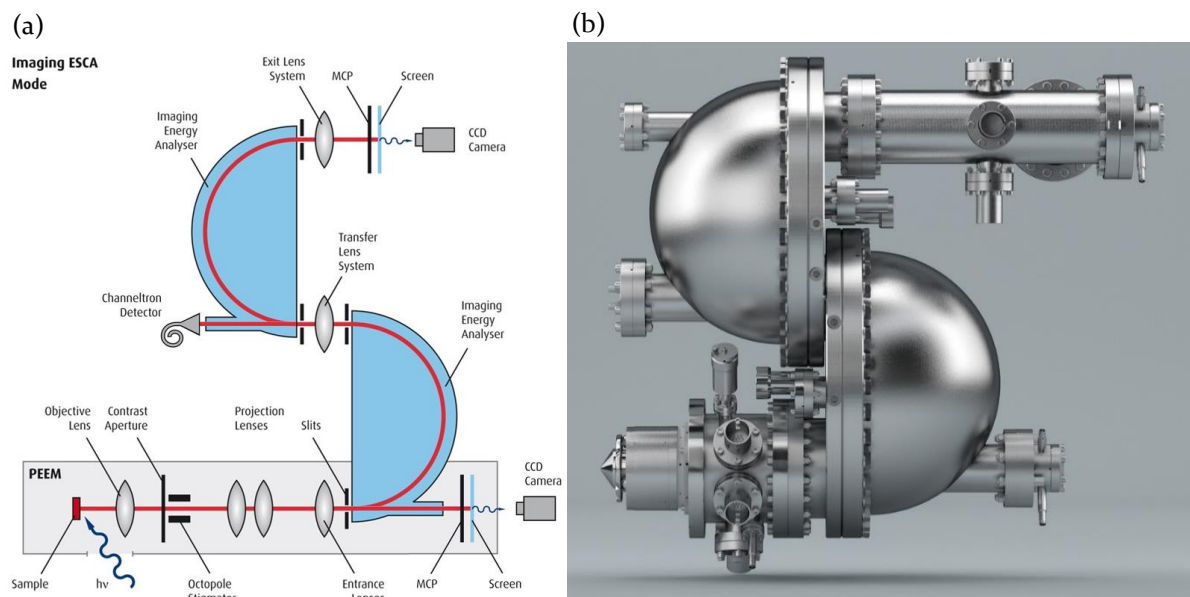 (a)
(b)
Imaging ESCA
Mode
Exit Lens
System
MCP
Screen
Imaging
Energy
Analyser
CCD
Camera
Transfer
Lens
System
Channeltron
Detector
Imaging
Energy
Analyser
Objective
Lens
Contrast
Aperture
Projection
Lenses
Slits
PEEM
CCD
Camera
Sample
hν
Octopole
Entrance
MCP
Screen